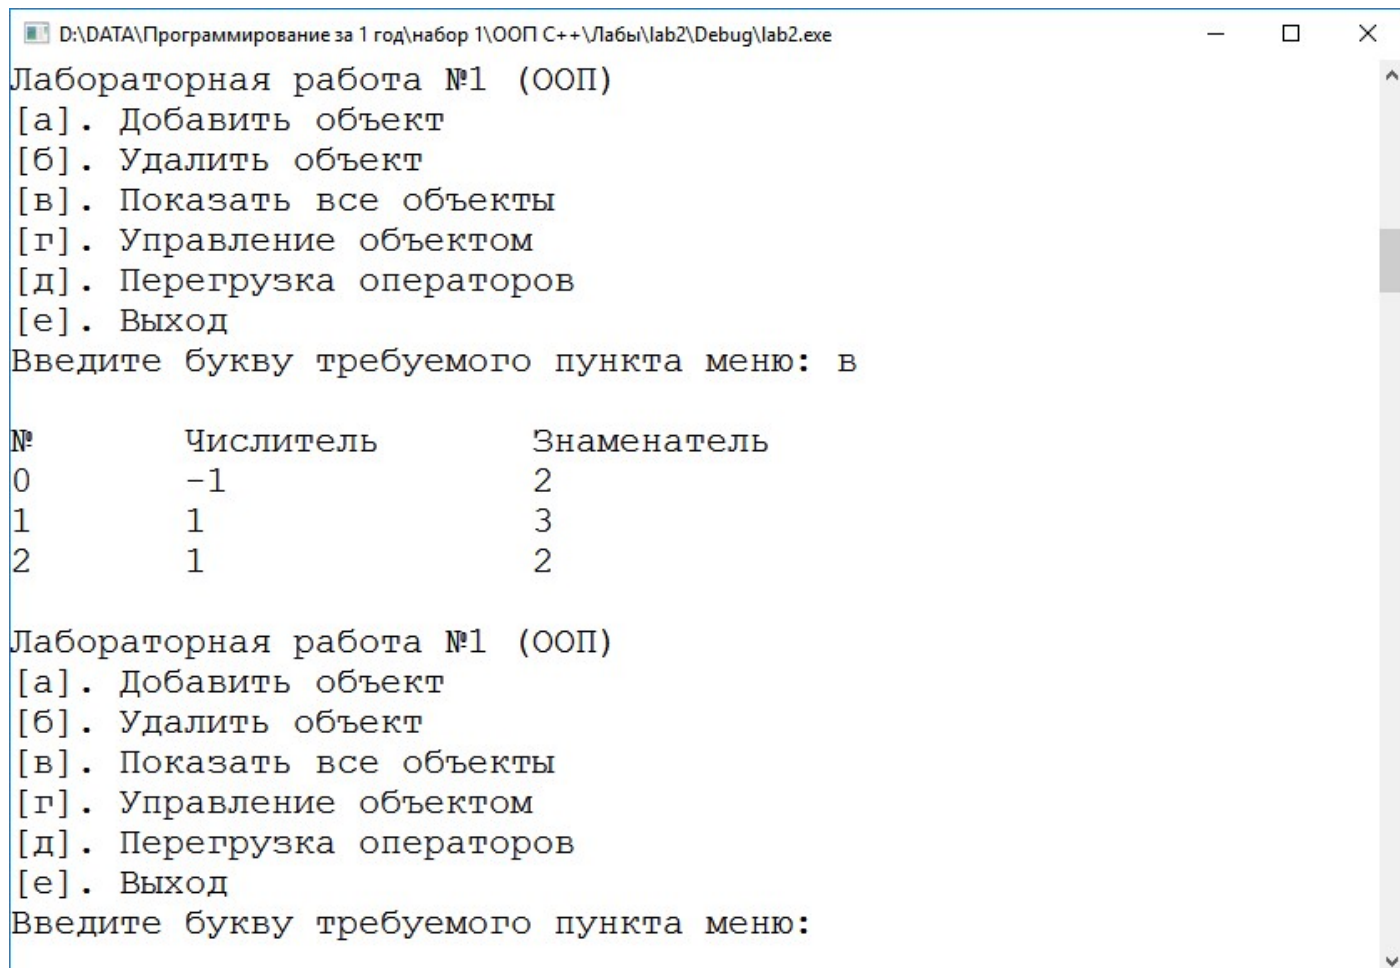 D:\DATA\Программирование за 1 год\набор 1\ООП C++\Лабы\lab2\Debug\lab2.exe
Лабораторная работа №1 (ООП)
[а]. Добавить объект
[б]. Удалить объект
[в]. Показать все объекты
[г]. Управление объектом
[д]. Перегрузка операторов
[е]. Выход
Введите букву требуемого пункта меню: в
№ Числитель Знаменатель
0 -1 2
1 1 3
2 1 2
Лабораторная работа №1 (ООП)
[а]. Добавить объект
[б]. Удалить объект
[в]. Показать все объекты
[г]. Управление объектом
[д]. Перегрузка операторов
[е]. Выход
Введите букву требуемого пункта меню: